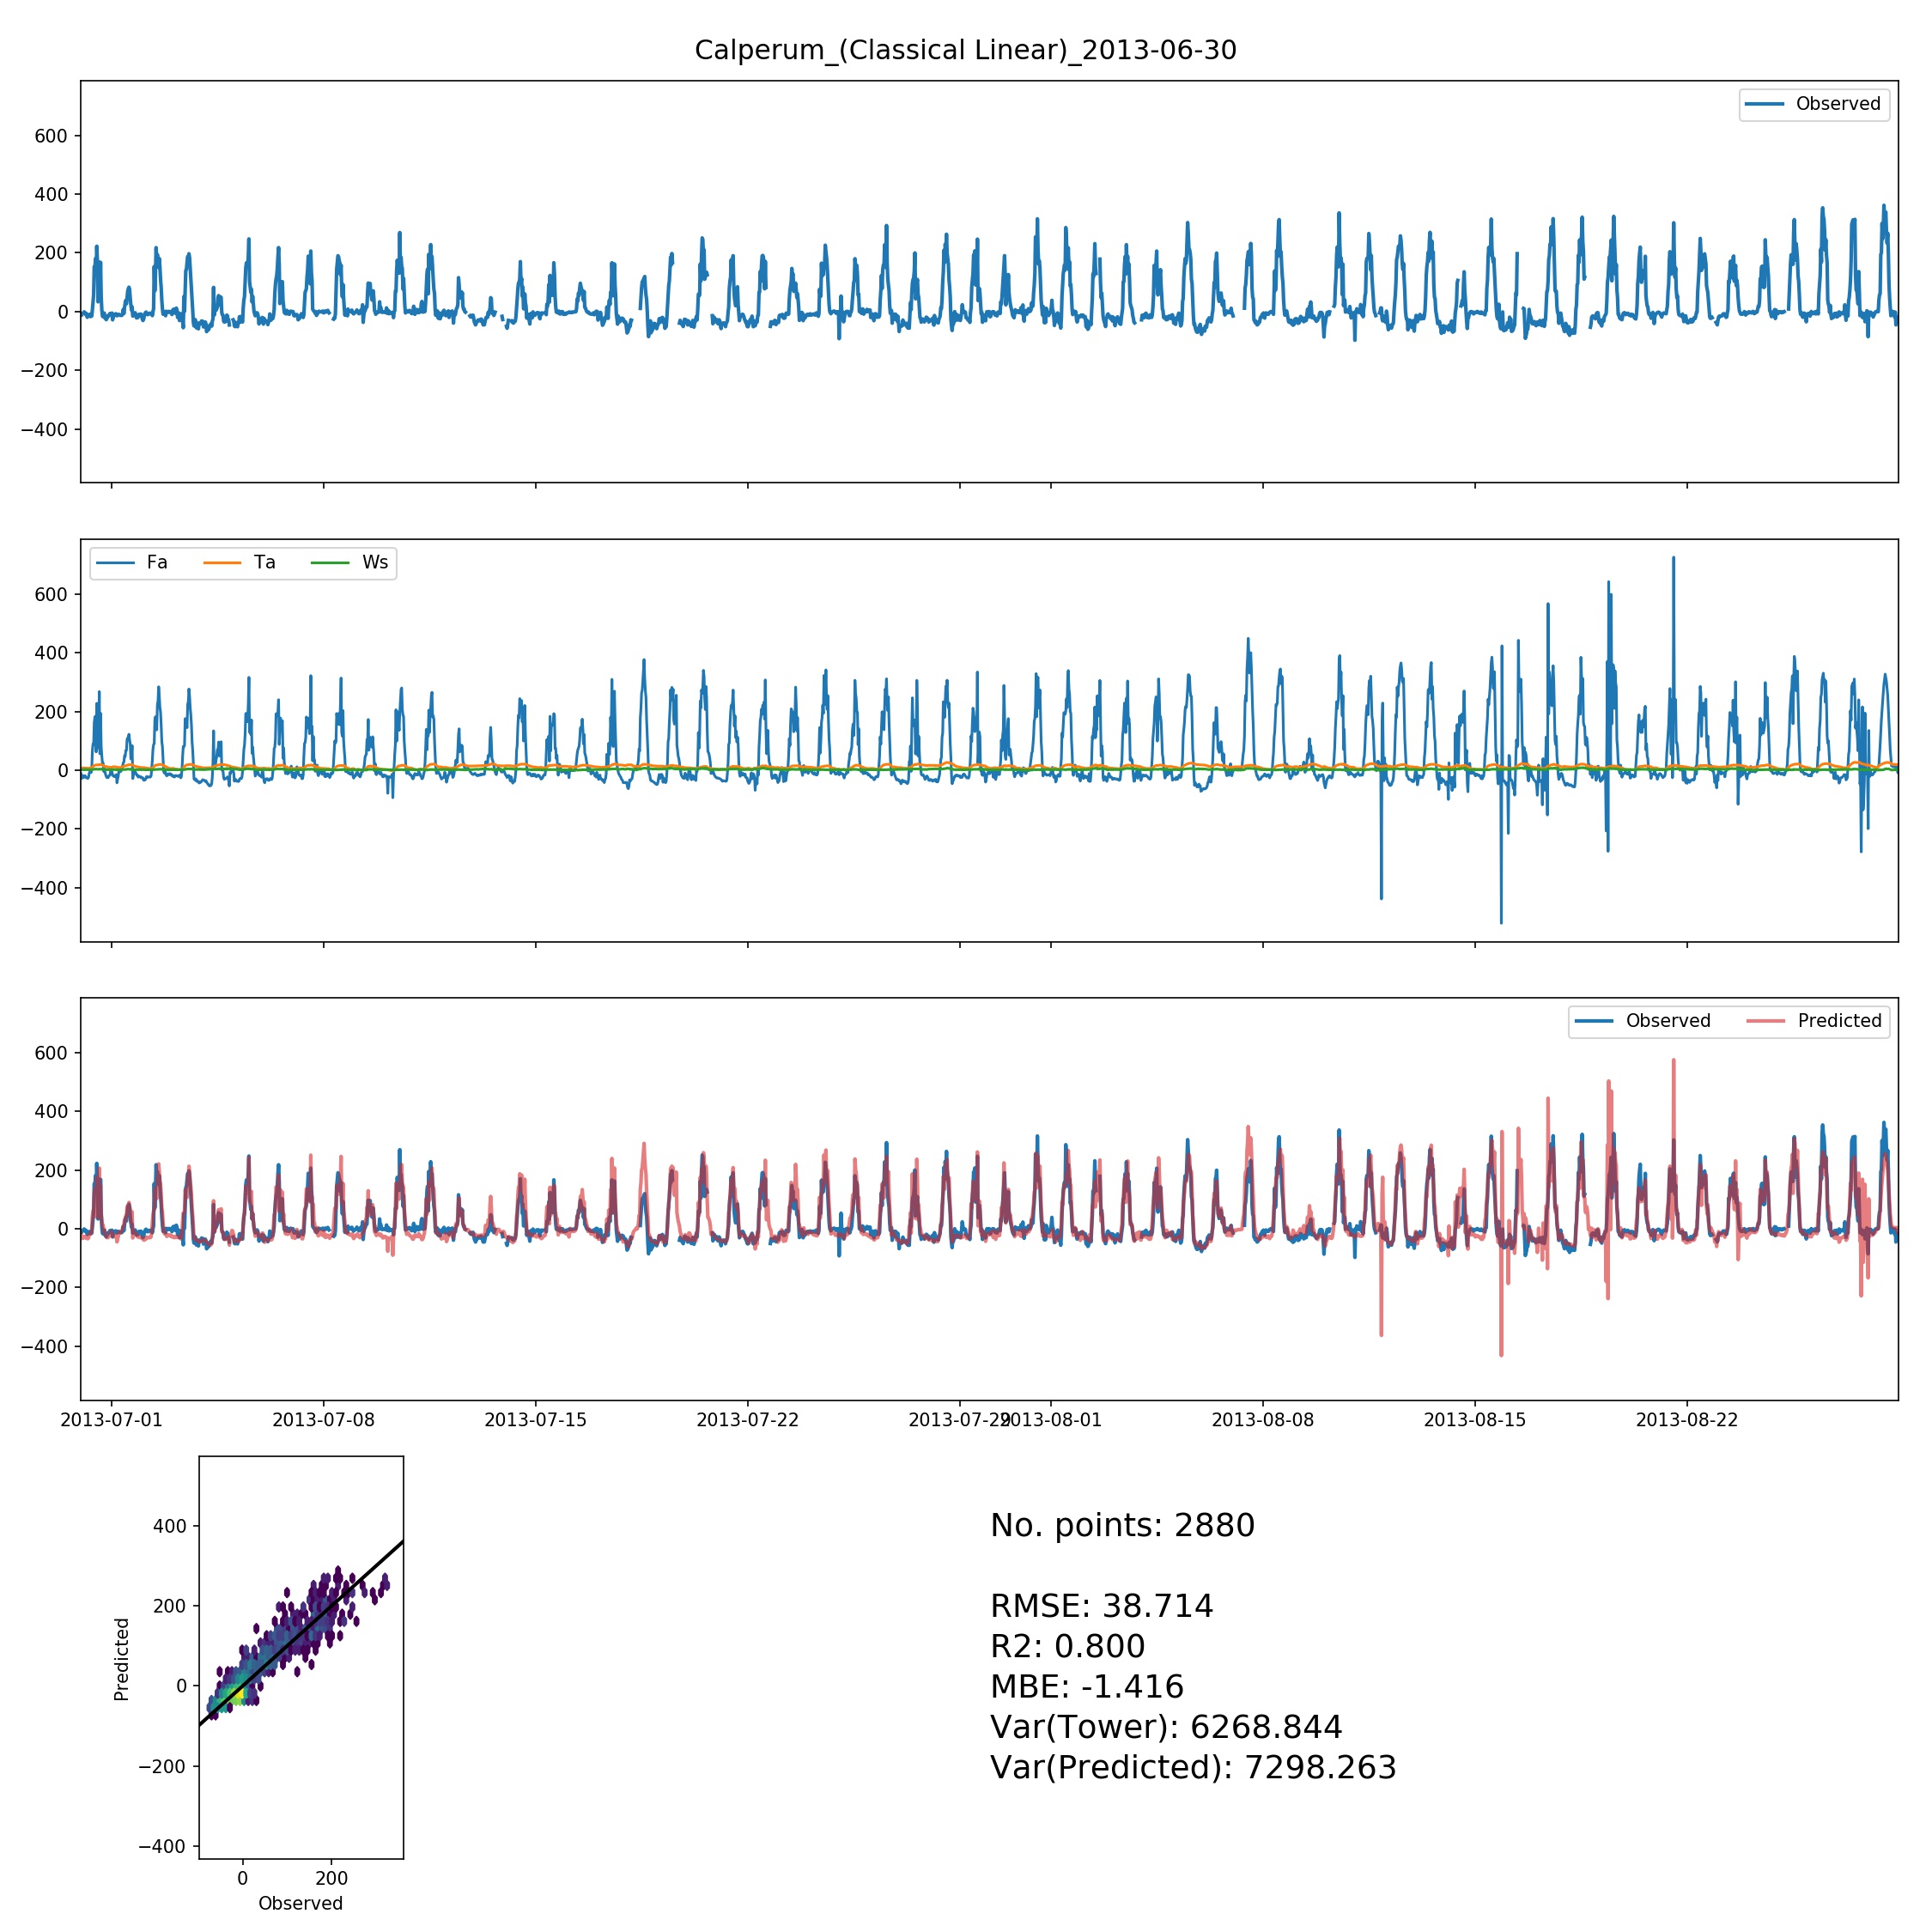 Calperum_(Classical Linear)_2013-06-30
Observed
600
400
200
0
−200
−400
Fa Ta Ws
600
400
200
0
−200
−400
Observed Predicted
600
400
200
0
−200
−400
2013-07-01 2013-07-08 2013-07-15 2013-07-22 2013-07-29 2013-08-01 2013-08-08 2013-08-15 2013-08-22
Predicted
400
200
0
−200
−400
0 200
Observed
No. points: 2880
RMSE: 38.714
R2: 0.800
MBE: -1.416
Var(Tower): 6268.844
Var(Predicted): 7298.263